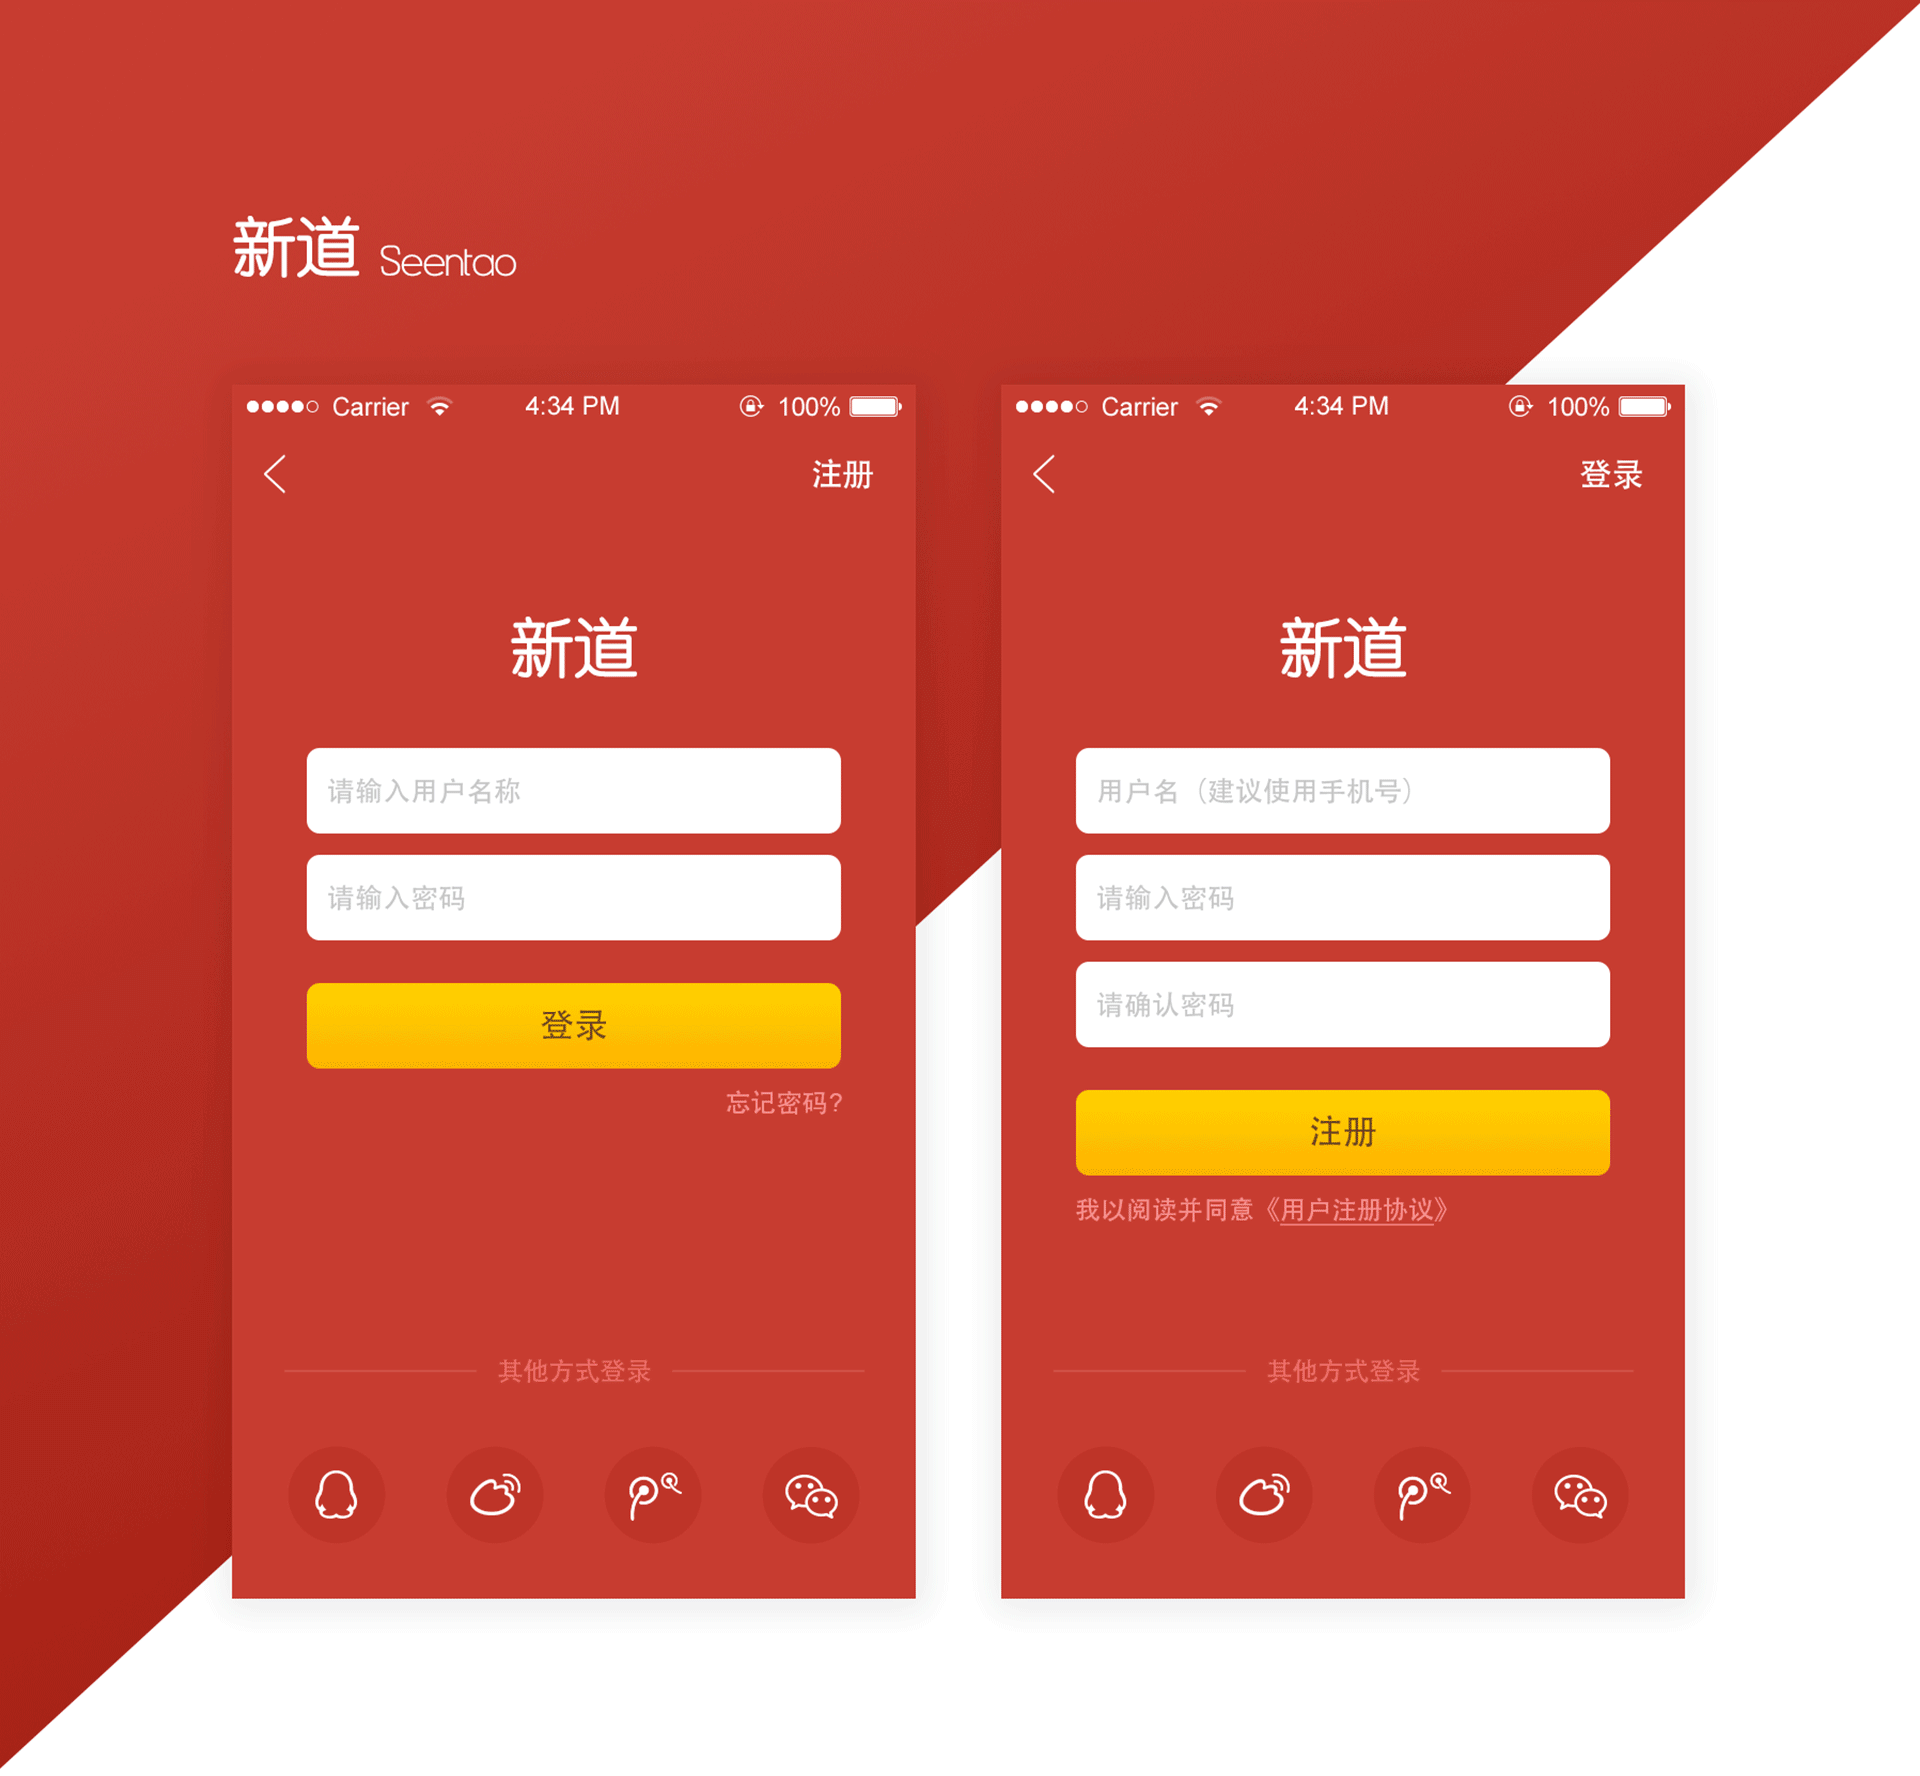 新道 Seentao
Carrier 4:34 PM 100%
注册
新道
请输入用户名称
请输入密码
登录
忘记密码?
其他方式登录
Carrier 4:34 PM 100%
登录
新道
用户名（建议使用手机号）
请输入密码
请确认密码
注册
我以阅读并同意《用户注册协议》
其他方式登录